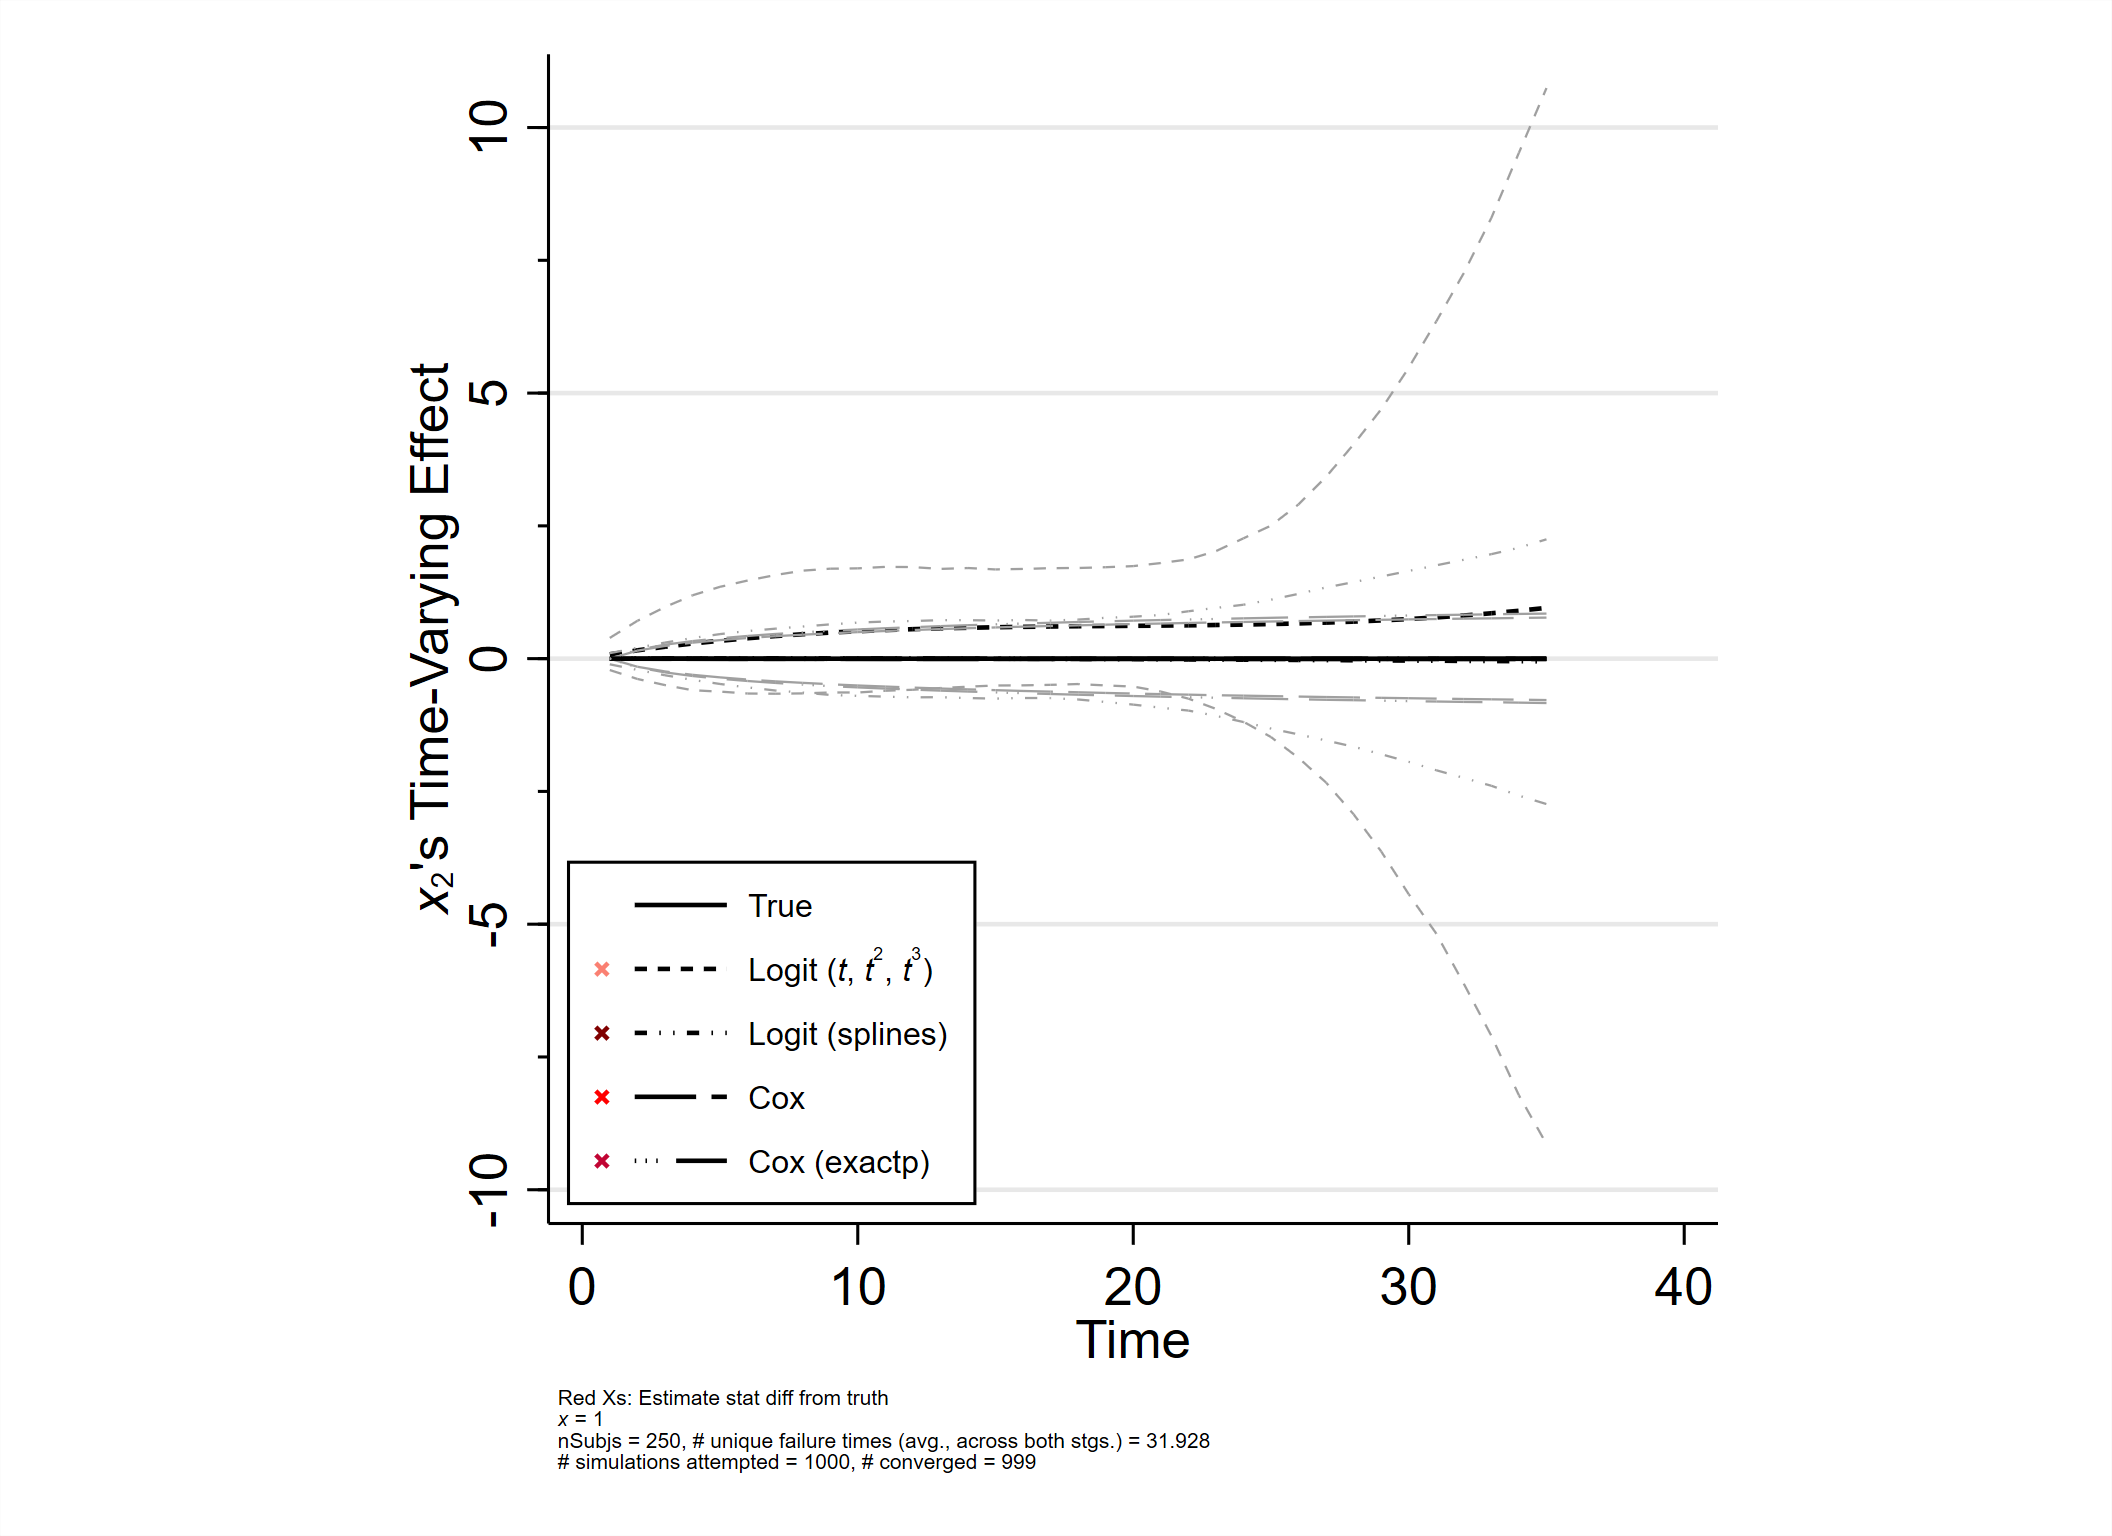 x2's Time-Varying Effect
10
5
0
-5
-10
True
Logit (t, t2, t3)
Logit (splines)
Cox
Cox (exactp)
0 10 20 30 40
Time
Red Xs: Estimate stat diff from truth
x = 1
nSubjs = 250, # unique failure times (avg., across both stgs.) = 31.928
# simulations attempted = 1000, # converged = 999